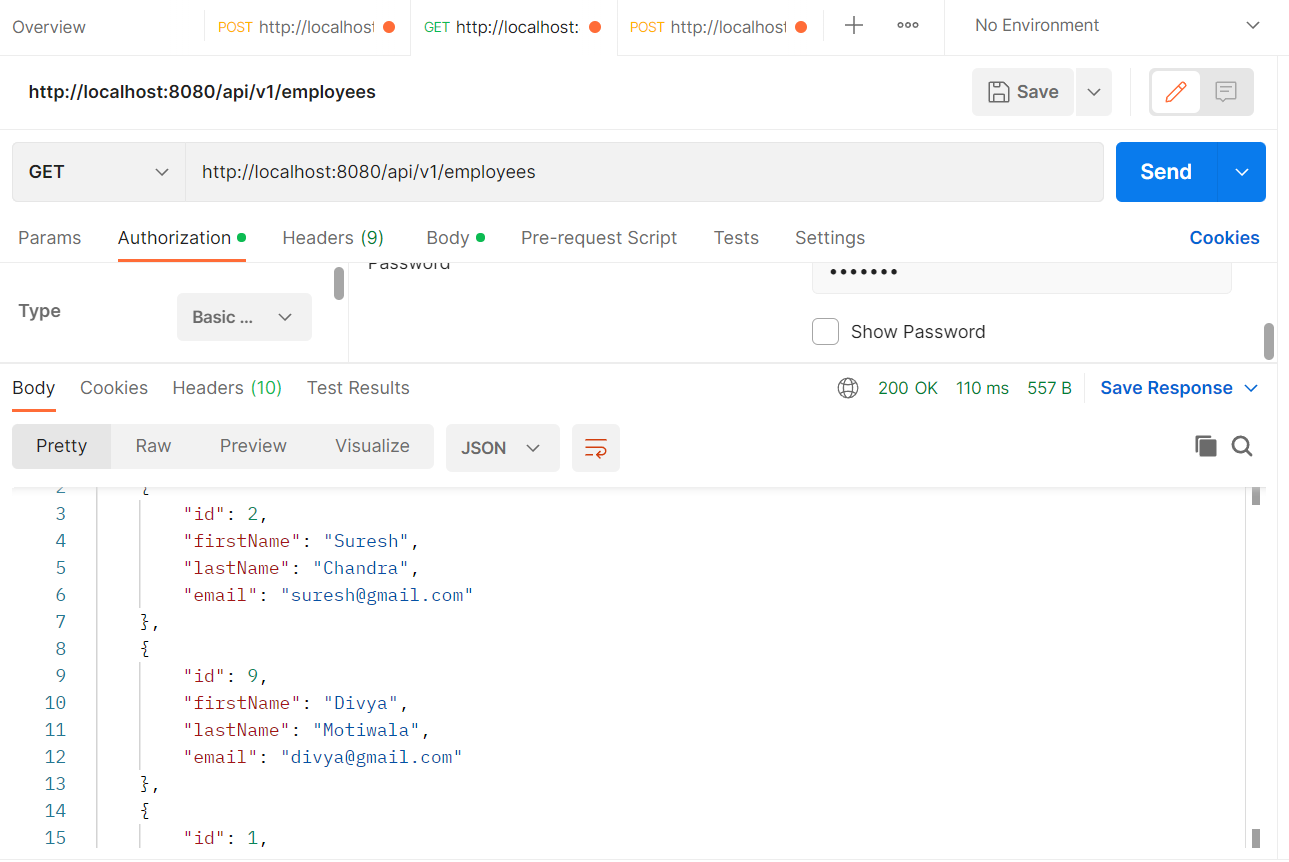 Overview
POST http://localhost
GET http://localhost:
POST http://localhost
No Environment
http://localhost:8080/api/v1/employees
Save
GET
http://localhost:8080/api/v1/employees
Send
Params
Authorization
Headers (9)
Body
Pre-request Script
Tests
Settings
Cookies
Password
•••••••
Type
Basic ...
Show Password
Body
Cookies
Headers (10)
Test Results
200 OK
110 ms
557 B
Save Response
Pretty
Raw
Preview
Visualize
JSON
2 {
3 "id": 2,
4 "firstName": "Suresh",
5 "lastName": "Chandra",
6 "email": "suresh@gmail.com"
7 },
8 {
9 "id": 9,
10 "firstName": "Divya",
11 "lastName": "Motiwala",
12 "email": "divya@gmail.com"
13 },
14 {
15 "id": 1,